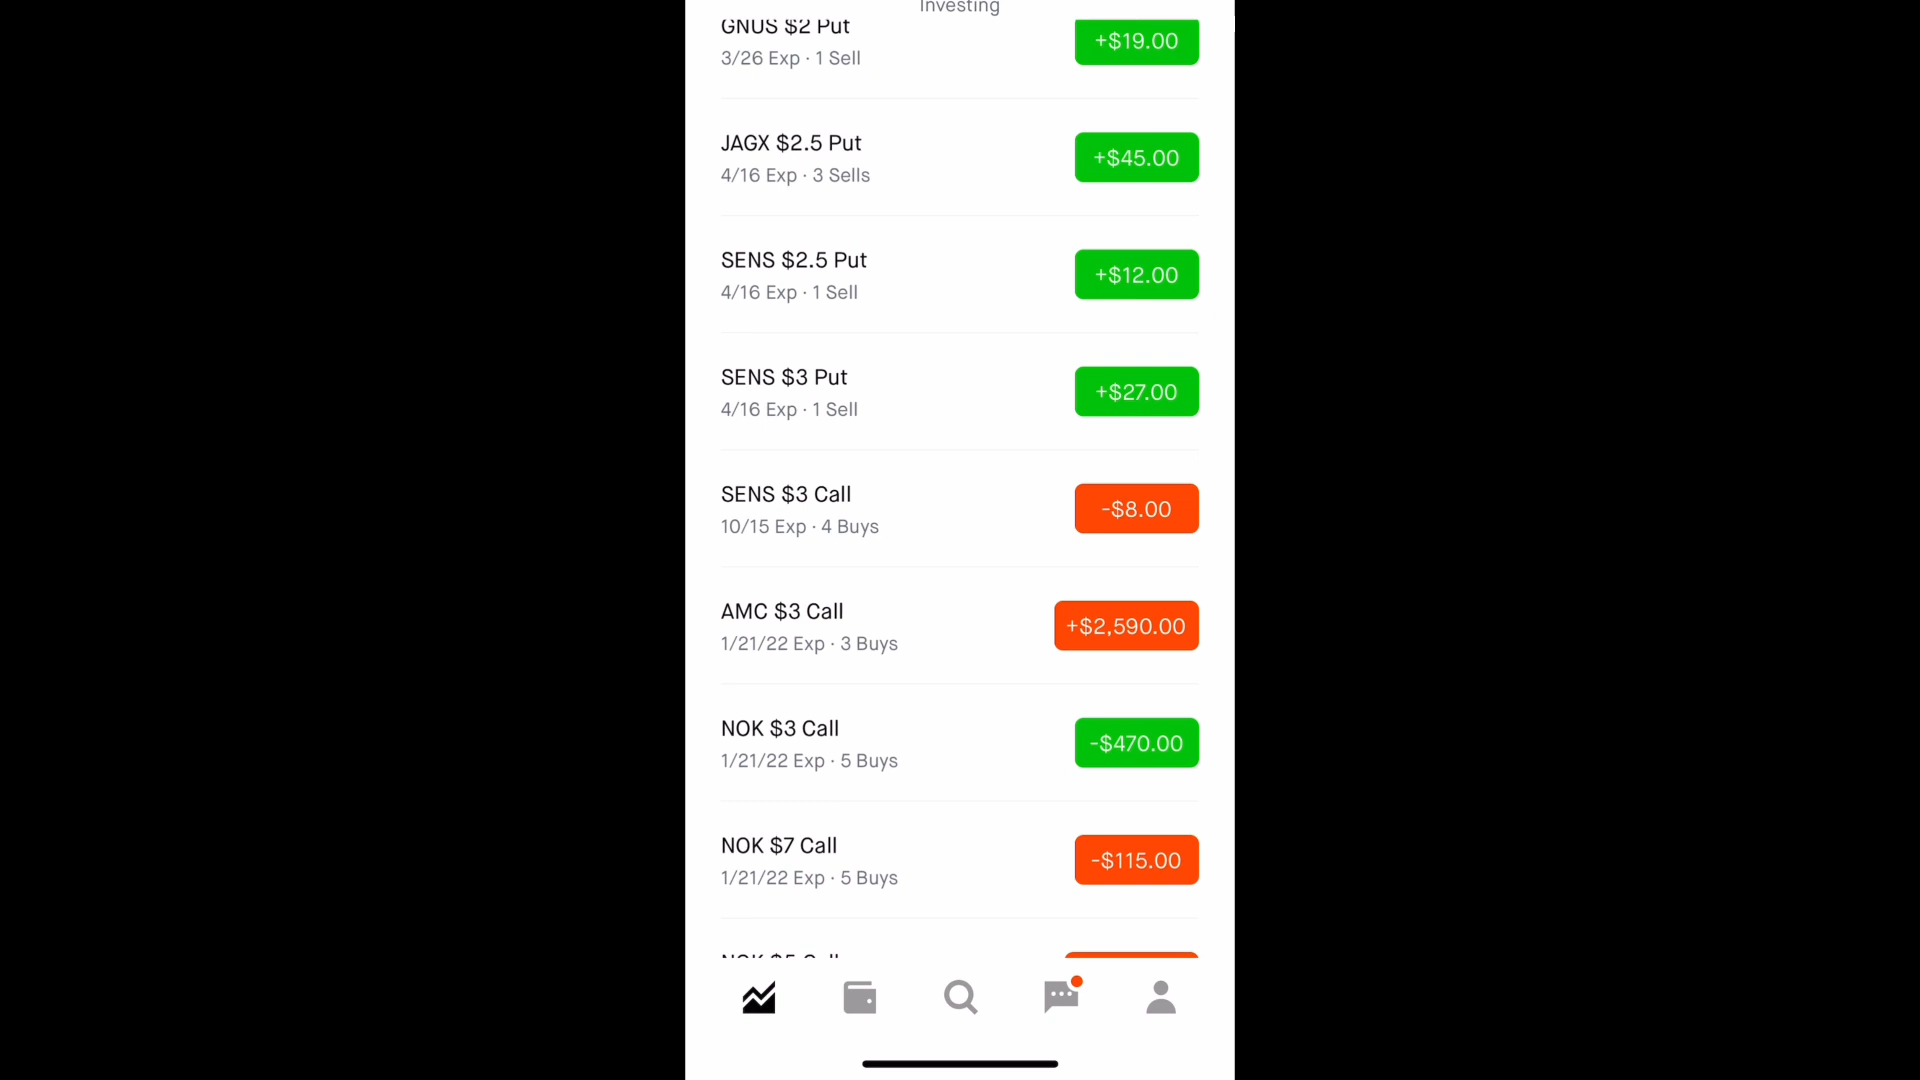 Investing
GNUS $2 Put
+$19.00
3/26 Exp · 1 Sell
JAGX $2.5 Put
+$45.00
4/16 Exp · 3 Sells
SENS $2.5 Put
+$12.00
4/16 Exp · 1 Sell
SENS $3 Put
+$27.00
4/16 Exp · 1 Sell
SENS $3 Call
-$8.00
10/15 Exp · 4 Buys
AMC $3 Call
+$2,590.00
1/21/22 Exp · 3 Buys
NOK $3 Call
-$470.00
1/21/22 Exp · 5 Buys
NOK $7 Call
-$115.00
1/21/22 Exp · 5 Buys